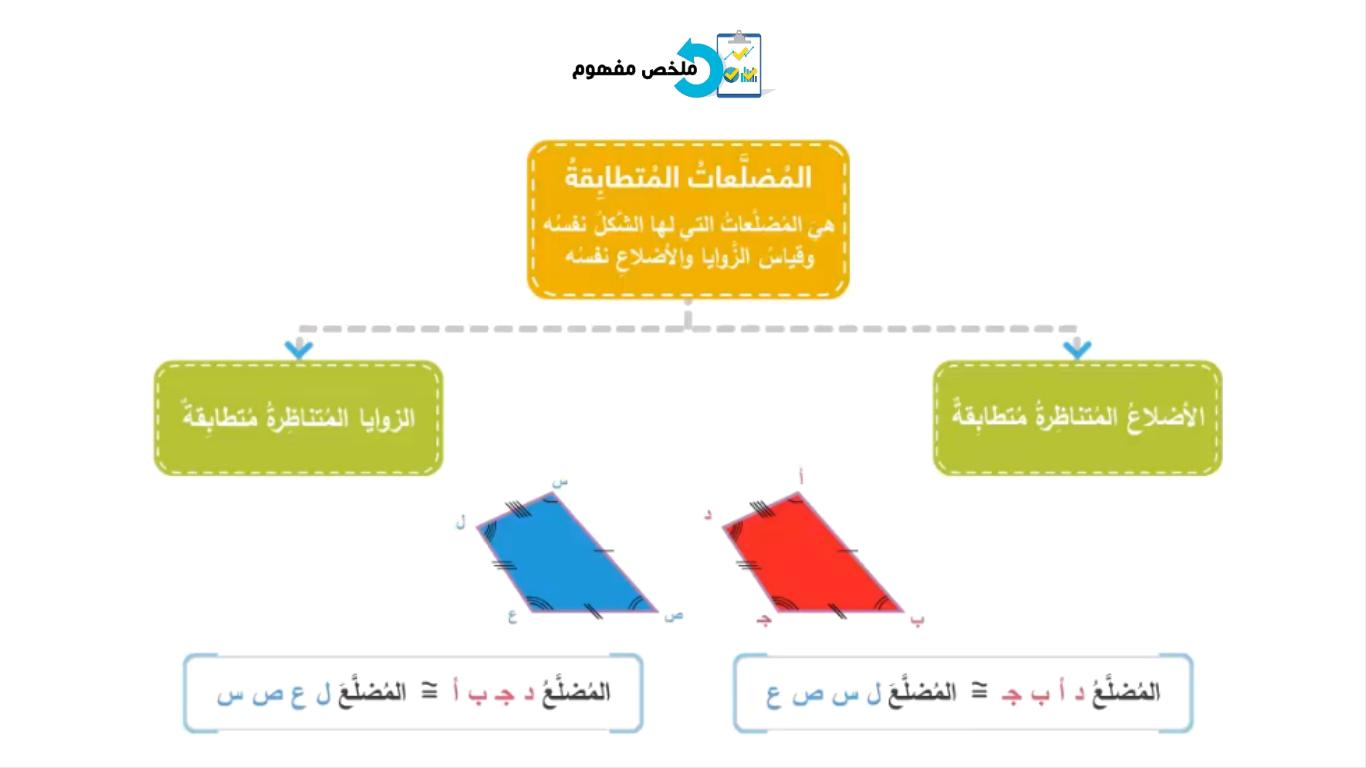 ملخص مفهوم
المُضلَّعاتُ المُتطابِقةُ
هيَ المُضلَّعاتُ التي لها الشَّكلُ نفسُه
وقياسُ الزَّوايا والأضلاعِ نفسُه
الأضلاعُ المُتناظِرةُ مُتطابِقةٌ
الزوايا المُتناظِرةُ مُتطابِقةٌ
أ
د
ب
جـ
س
ل
ص
ع
المُضلَّعُ د أ ب جـ ≅ المُضلَّعَ ل س ص ع
المُضلَّعُ د جـ ب أ ≅ المُضلَّعَ ل ع ص س